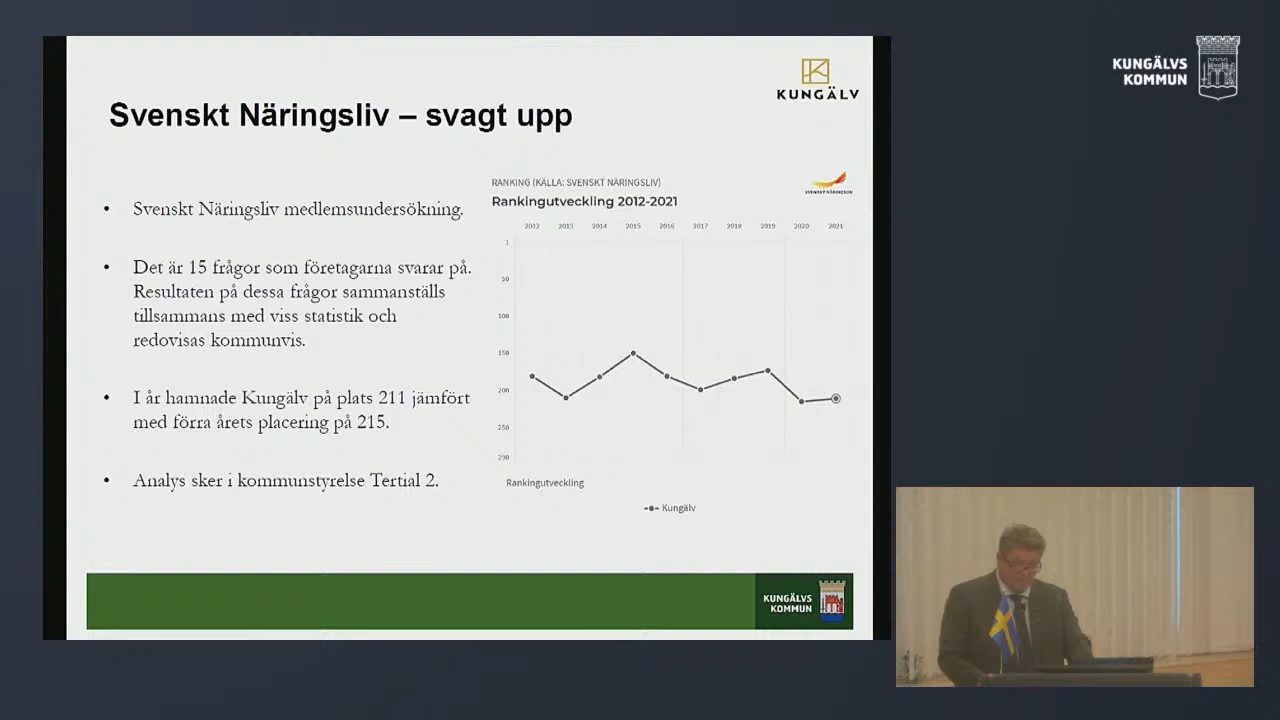 KUNGÄLV
Svenskt Näringsliv – svagt upp
• Svenskt Näringsliv medlemsundersökning.
• Det är 15 frågor som företagarna svarar på.
Resultaten på dessa frågor sammanställs
tillsammans med viss statistik och
redovisas kommunvis.
• I år hamnade Kungälv på plats 211 jämfört
med förra årets placering på 215.
• Analys sker i kommunstyrelse Tertial 2.
RANKING (KÄLLA: SVENSKT NÄRINGSLIV)
SVENSKT NÄRINGSLIV
Rankingutveckling 2012-2021
2012 2013 2014 2015 2016 2017 2018 2019 2020 2021
1
50
100
150
200
250
290
Rankingutveckling
Kungälv
KUNGÄLVS
KOMMUN
KUNGÄLVS
KOMMUN